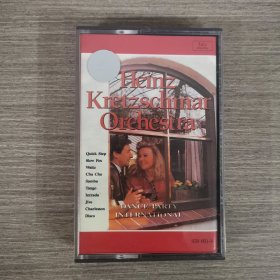 Heinz
Kretzschmar
Orchestra
Quick Step
Slow Fox
Waltz
Cha Cha
Samba
Tango
Jive
Charleston
Disco
DANCE PARTY
INTERNATIONAL